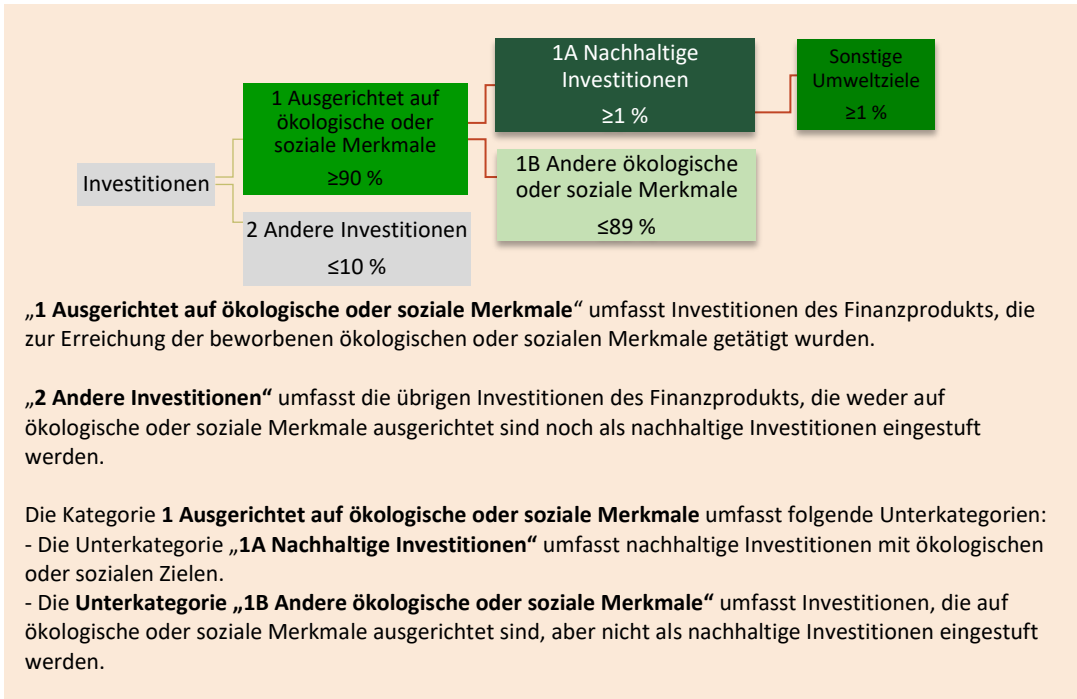 1A Nachhaltige
Investitionen
≥1 %
Sonstige
Umweltziele
≥1 %
1 Ausgerichtet auf
ökologische oder
soziale Merkmale
≥90 %
1B Andere ökologische
oder soziale Merkmale
≤89 %
Investitionen
2 Andere Investitionen
≤10 %
„1 Ausgerichtet auf ökologische oder soziale Merkmale“ umfasst Investitionen des Finanzprodukts, die
zur Erreichung der beworbenen ökologischen oder sozialen Merkmale getätigt wurden.
„2 Andere Investitionen“ umfasst die übrigen Investitionen des Finanzprodukts, die weder auf
ökologische oder soziale Merkmale ausgerichtet sind noch als nachhaltige Investitionen eingestuft
werden.
Die Kategorie 1 Ausgerichtet auf ökologische oder soziale Merkmale umfasst folgende Unterkategorien:
- Die Unterkategorie „1A Nachhaltige Investitionen“ umfasst nachhaltige Investitionen mit ökologischen
oder sozialen Zielen.
- Die Unterkategorie „1B Andere ökologische oder soziale Merkmale“ umfasst Investitionen, die auf
ökologische oder soziale Merkmale ausgerichtet sind, aber nicht als nachhaltige Investitionen eingestuft
werden.